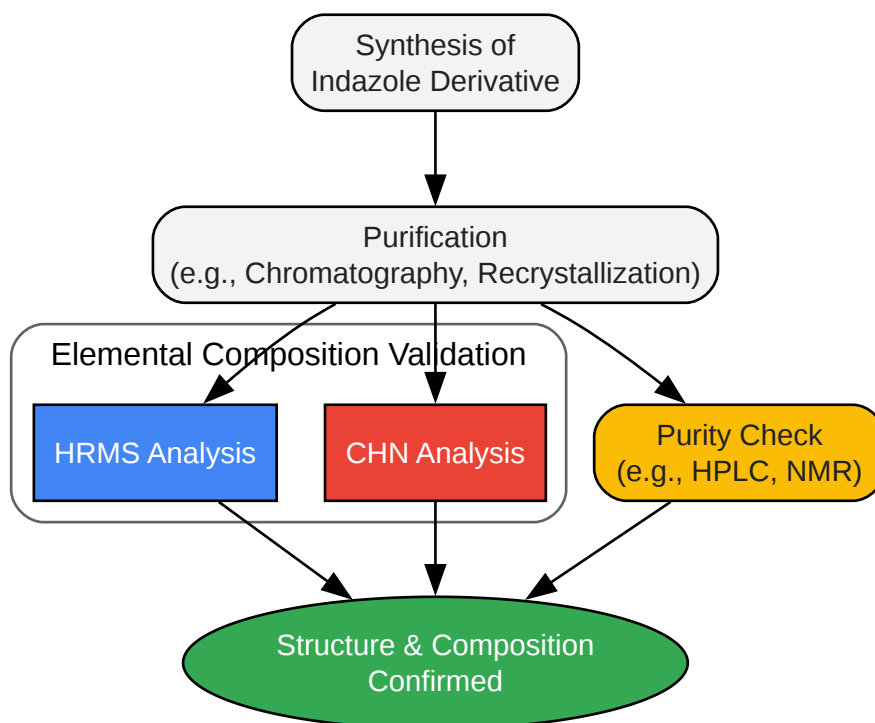 Synthesis of
Indazole Derivative
Purification
(e.g., Chromatography, Recrystallization)
Elemental Composition Validation
HRMS Analysis
CHN Analysis
Purity Check
(e.g., HPLC, NMR)
Structure & Composition
Confirmed